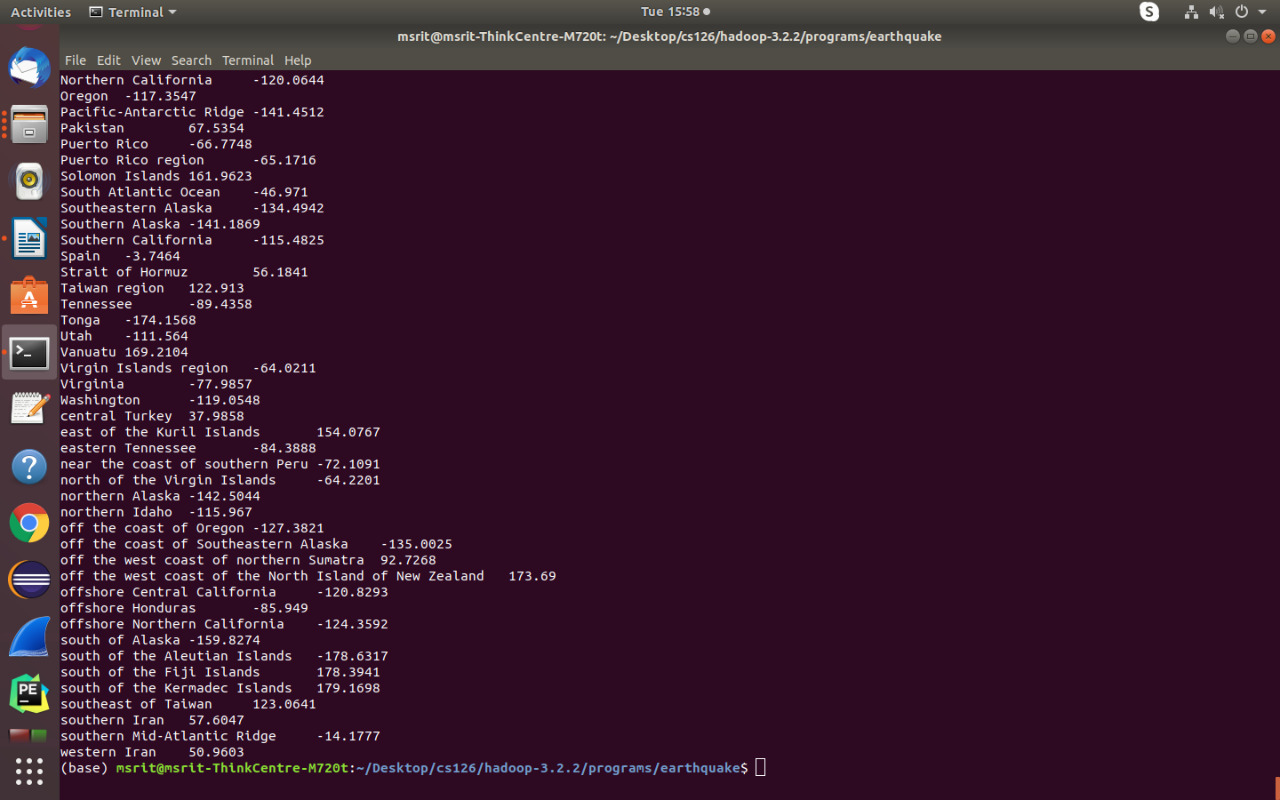 Activities Terminal Tue 15:58
msrit@msrit-ThinkCentre-M720t: ~/Desktop/cs126/hadoop-3.2.2/programs/earthquake
File Edit View Search Terminal Help
Northern California -120.0644
Oregon -117.3547
Pacific-Antarctic Ridge -141.4512
Pakistan 67.5354
Puerto Rico -66.7748
Puerto Rico region -65.1716
Solomon Islands 161.9623
South Atlantic Ocean -46.971
Southeastern Alaska -134.4942
Southern Alaska -141.1869
Southern California -115.4825
Spain -3.7464
Strait of Hormuz 56.1841
Taiwan region 122.913
Tennessee -89.4358
Tonga -174.1568
Utah -111.564
Vanuatu 169.2104
Virgin Islands region -64.0211
Virginia -77.9857
Washington -119.0548
central Turkey 37.9858
east of the Kuril Islands 154.0767
eastern Tennessee -84.3888
near the coast of southern Peru -72.1091
north of the Virgin Islands -64.2201
northern Alaska -142.5044
northern Idaho -115.967
off the coast of Oregon -127.3821
off the coast of Southeastern Alaska -135.0025
off the west coast of northern Sumatra 92.7268
off the west coast of the North Island of New Zealand 173.69
offshore Central California -120.8293
offshore Honduras -85.949
offshore Northern California -124.3592
south of Alaska -159.8274
south of the Aleutian Islands -178.6317
south of the Fiji Islands 178.3941
south of the Kermadec Islands 179.1698
southeast of Taiwan 123.0641
southern Iran 57.6047
southern Mid-Atlantic Ridge -14.1777
western Iran 50.9603
(base) msrit@msrit-ThinkCentre-M720t:~/Desktop/cs126/hadoop-3.2.2/programs/earthquake$
PE